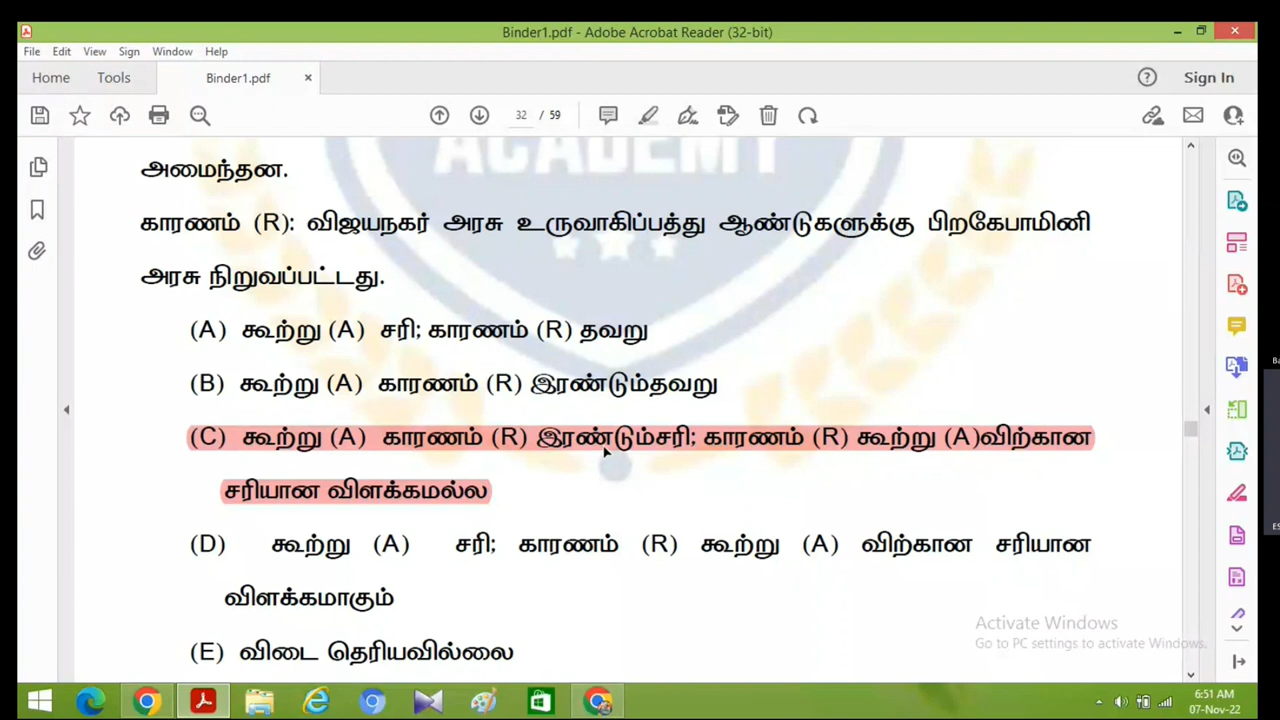 Binder1.pdf - Adobe Acrobat Reader (32-bit)
File Edit View Sign Window Help
Home Tools Binder1.pdf × Sign In
32 / 59
ACADEMY
அமைந்தன.
காரணம் (R): விஜயநகர் அரசு உருவாகிப்பத்து ஆண்டுகளுக்கு பிறகேபாமினி
அரசு நிறுவப்பட்டது.
(A) கூற்று (A) சரி; காரணம் (R) தவறு
(B) கூற்று (A) காரணம் (R) இரண்டும்தவறு
(C) கூற்று (A) காரணம் (R) இரண்டும்சரி; காரணம் (R) கூற்று (A)விற்கான
சரியான விளக்கமல்ல
(D) கூற்று (A) சரி; காரணம் (R) கூற்று (A) விற்கான சரியான
விளக்கமாகும்
(E) விடை தெரியவில்லை
Activate Windows
Go to PC settings to activate Windows.
6:51 AM
07-Nov-22